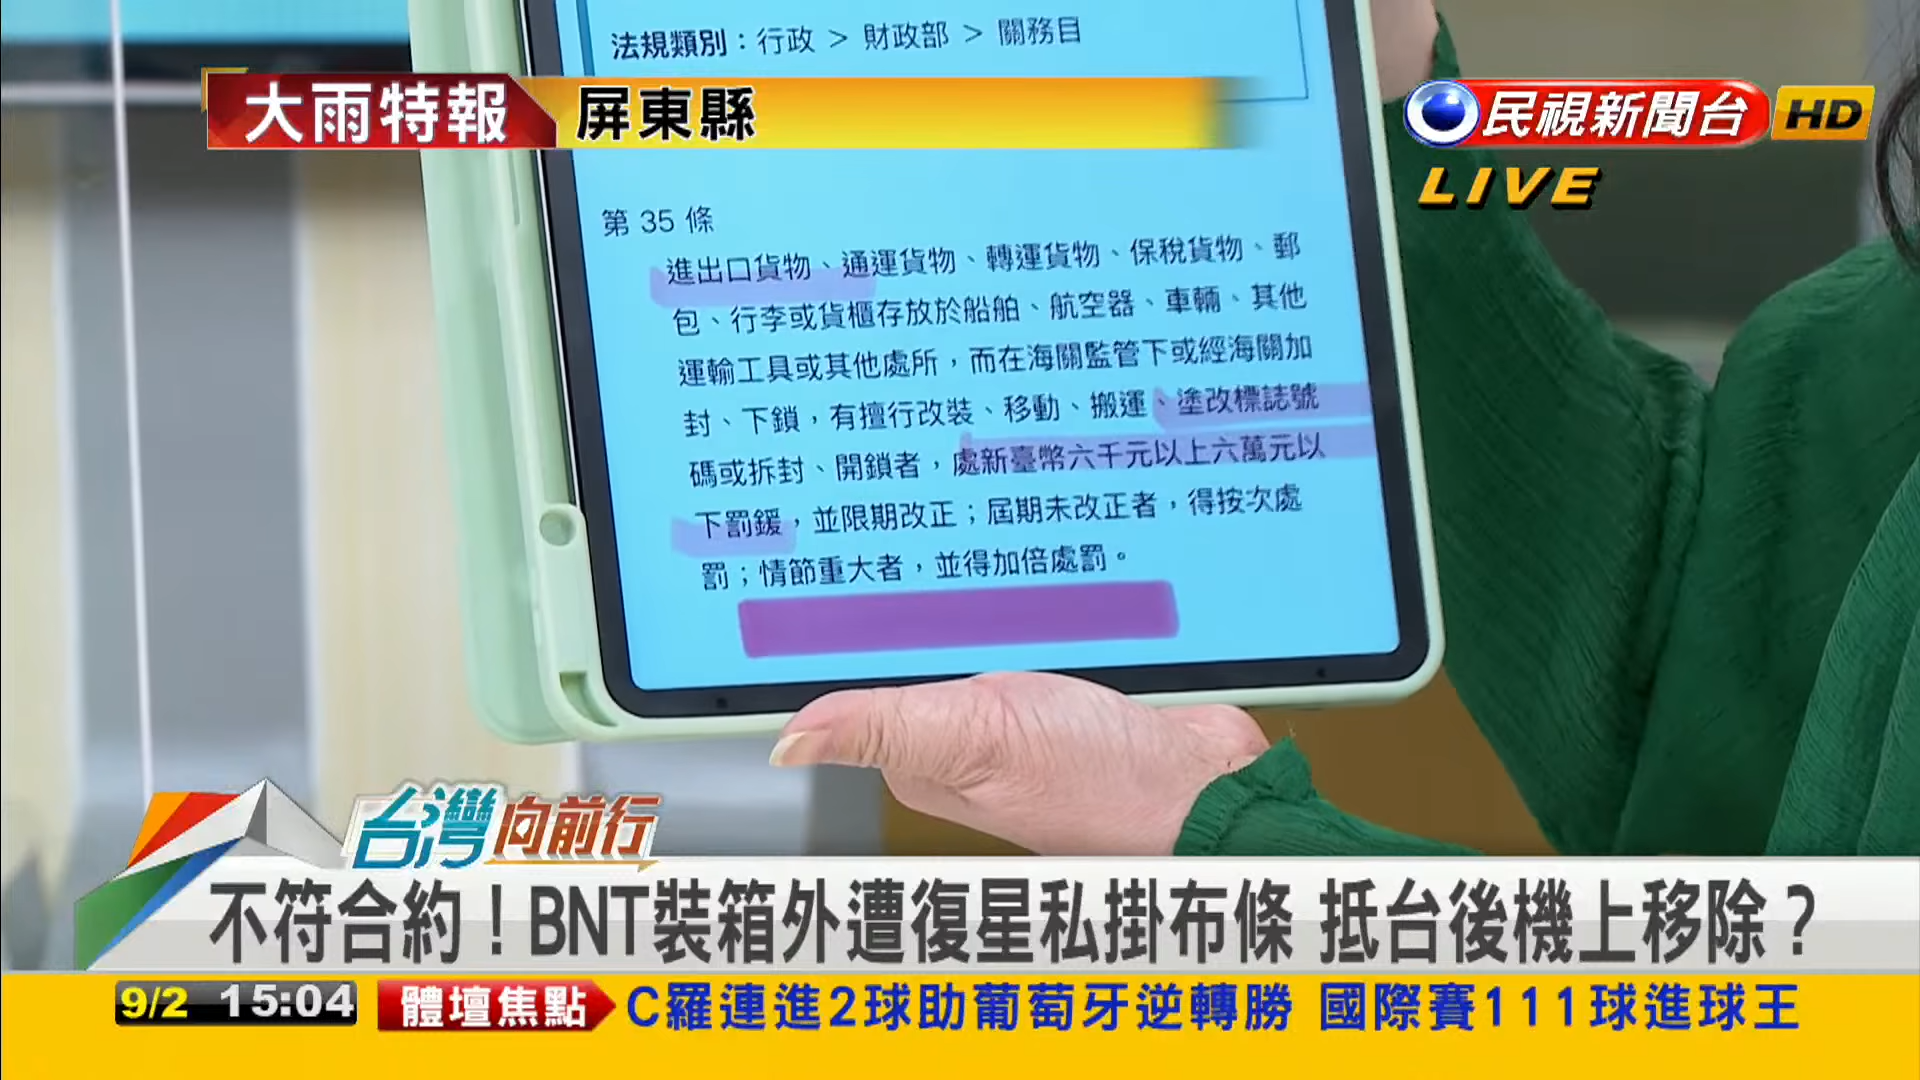 法規類別：行政 > 財政部 > 關務目
大雨特報
屏東縣
民視新聞台 HD
LIVE
第 35 條
進出口貨物、通運貨物、轉運貨物、保稅貨物、郵
包、行李或貨櫃存放於船舶、航空器、車輛、其他
運輸工具或其他處所，而在海關監管下或經海關加
封、下鎖，有擅行改裝、移動、搬運、塗改標誌號
碼或拆封、開鎖者，處新臺幣六千元以上六萬元以
下罰鍰，並限期改正；屆期未改正者，得按次處
罰；情節重大者，並得加倍處罰。
台灣向前行
不符合約！BNT裝箱外遭復星私掛布條 抵台後機上移除？
9/2 15:04 體壇焦點 C羅連進2球助葡萄牙逆轉勝 國際賽111球進球王